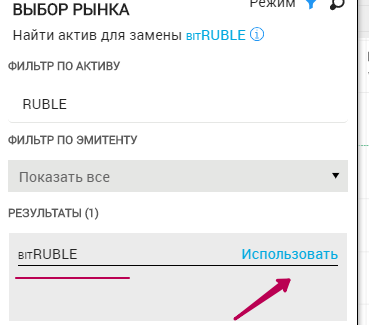 Режим
ВЫБОР РЫНКА
Найти актив для замены BITRUBLE
ФИЛЬТР ПО АКТИВУ
RUBLE
ФИЛЬТР ПО ЭМИТЕНТУ
Показать все
РЕЗУЛЬТАТЫ (1)
BITRUBLE Использовать